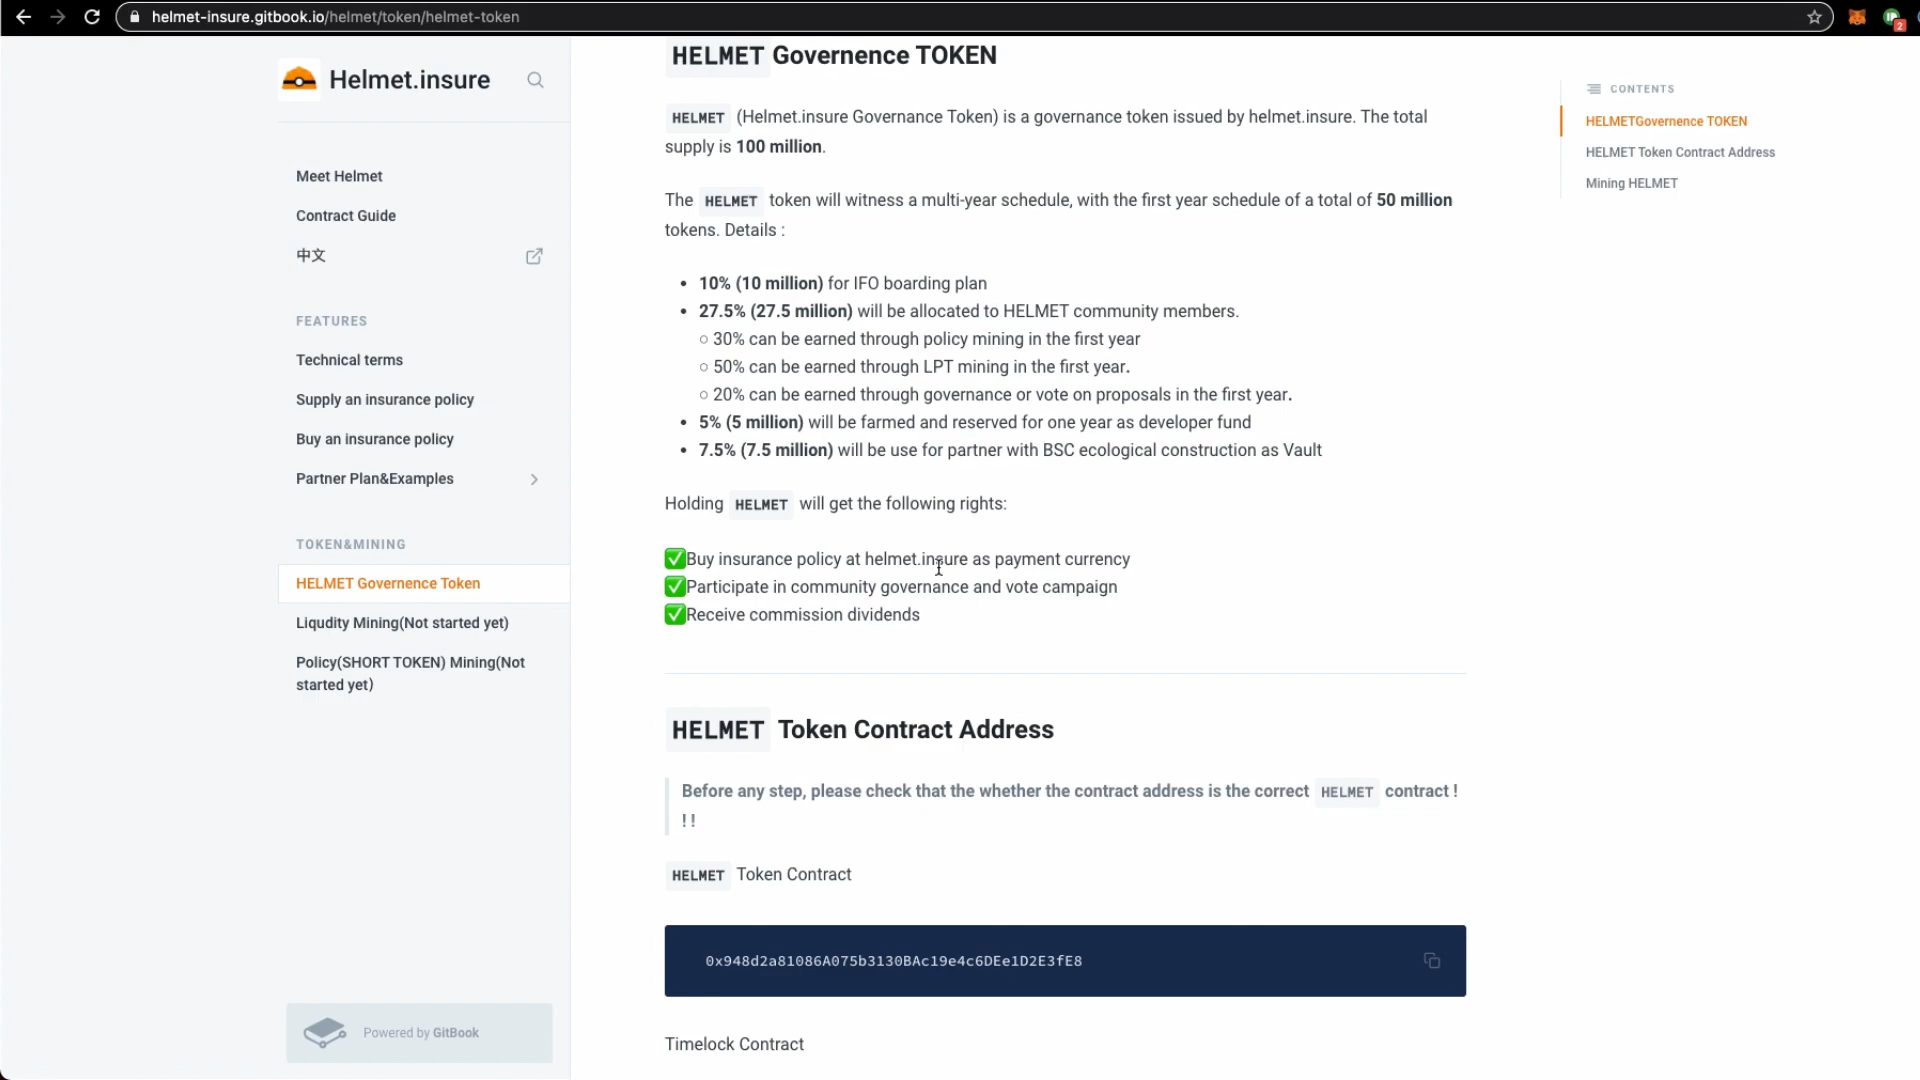 helmet-insure.gitbook.io/helmet/token/helmet-token
2
Helmet.insure
Meet Helmet
Contract Guide
中文
FEATURES
Technical terms
Supply an insurance policy
Buy an insurance policy
Partner Plan&Examples
TOKEN&MINING
HELMET Governence Token
Liqudity Mining(Not started yet)
Policy(SHORT TOKEN) Mining(Not
started yet)
Powered by GitBook
HELMET Governence TOKEN
HELMET (Helmet.insure Governance Token) is a governance token issued by helmet.insure. The total
supply is 100 million.
The HELMET token will witness a multi-year schedule, with the first year schedule of a total of 50 million
tokens. Details :
• 10% (10 million) for IFO boarding plan
• 27.5% (27.5 million) will be allocated to HELMET community members.
○ 30% can be earned through policy mining in the first year
○ 50% can be earned through LPT mining in the first year.
○ 20% can be earned through governance or vote on proposals in the first year.
• 5% (5 million) will be farmed and reserved for one year as developer fund
• 7.5% (7.5 million) will be use for partner with BSC ecological construction as Vault
Holding HELMET will get the following rights:
✅Buy insurance policy at helmet.insure as payment currency
✅Participate in community governance and vote campaign
✅Receive commission dividends
HELMET Token Contract Address
Before any step, please check that the whether the contract address is the correct HELMET contract !
! !
HELMET Token Contract
0x948d2a81086A075b3130BAc19e4c6DEe1D2E3fE8
Timelock Contract
CONTENTS
HELMETGovernence TOKEN
HELMET Token Contract Address
Mining HELMET